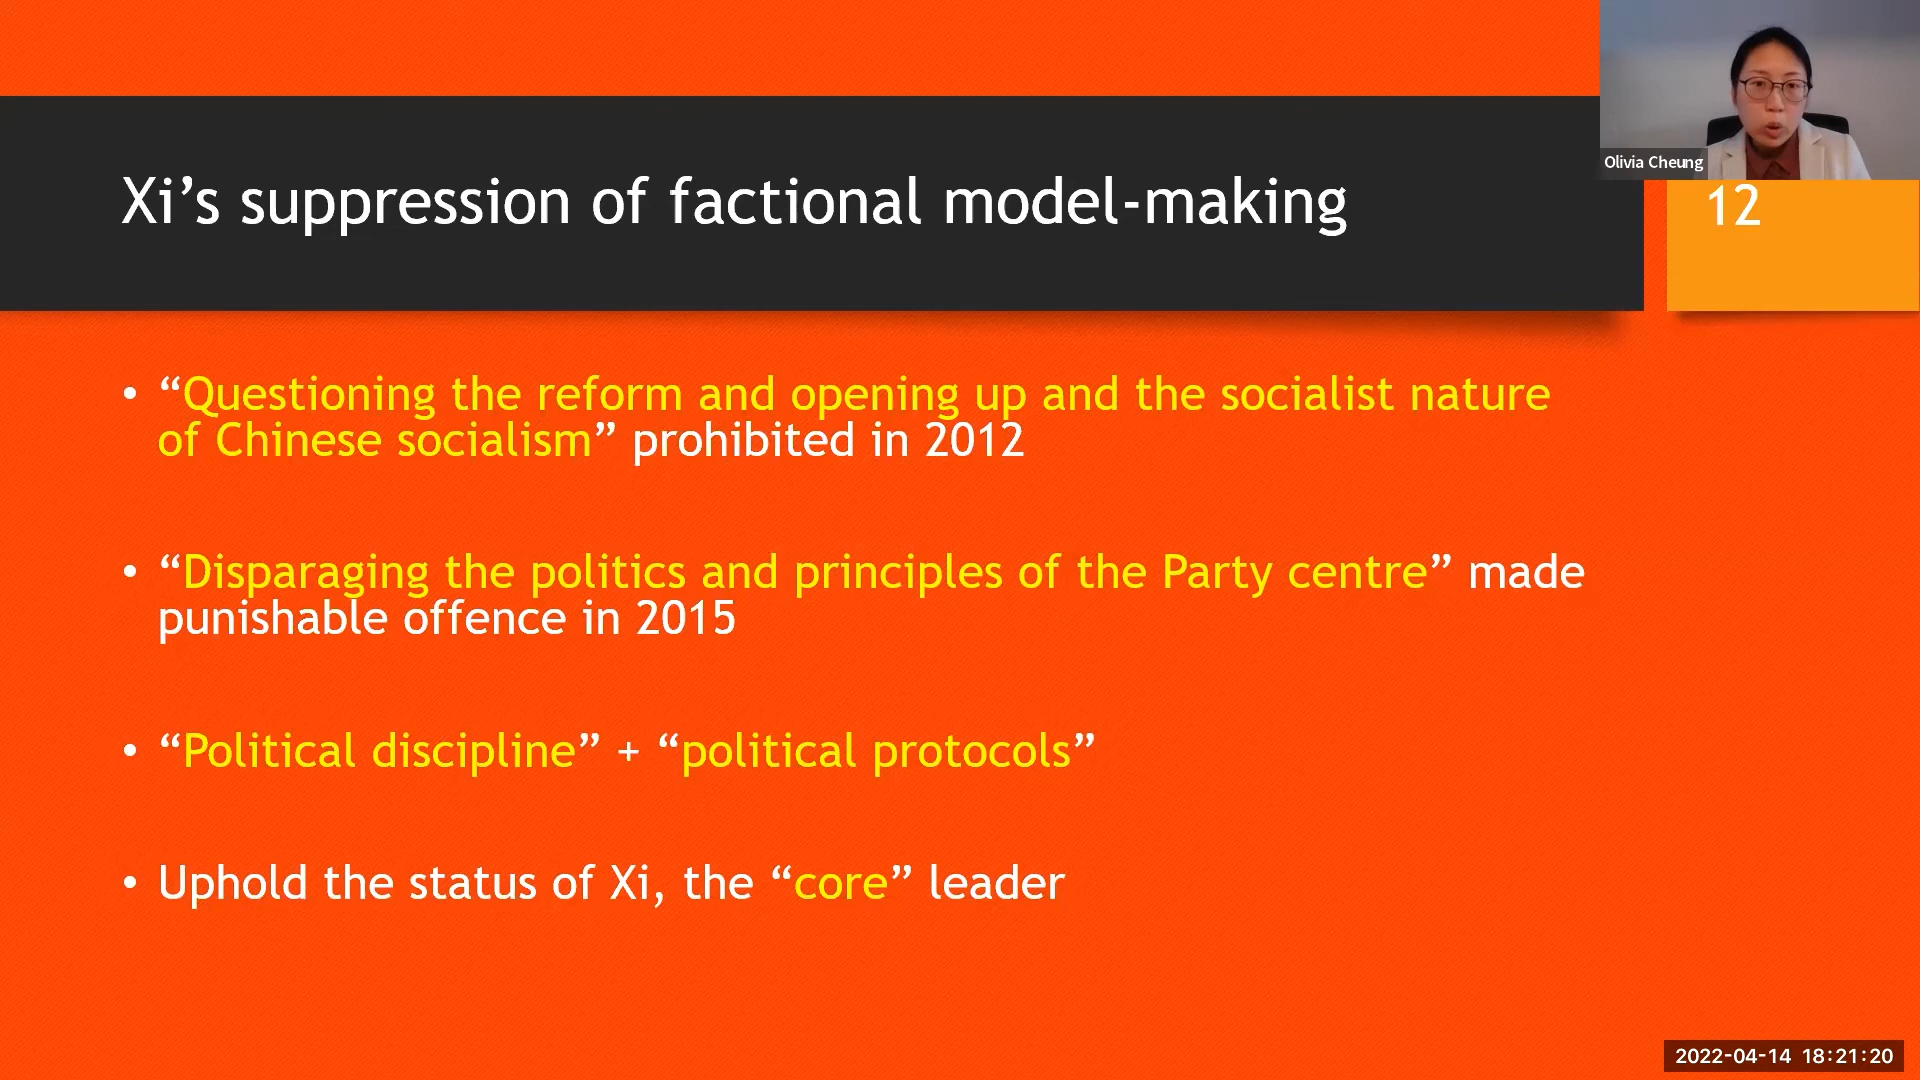 Olivia Cheung
Xi’s suppression of factional model-making
12
• “Questioning the reform and opening up and the socialist nature
of Chinese socialism” prohibited in 2012
• “Disparaging the politics and principles of the Party centre” made
punishable offence in 2015
• “Political discipline” + “political protocols”
• Uphold the status of Xi, the “core” leader
2022-04-14 18:21:20